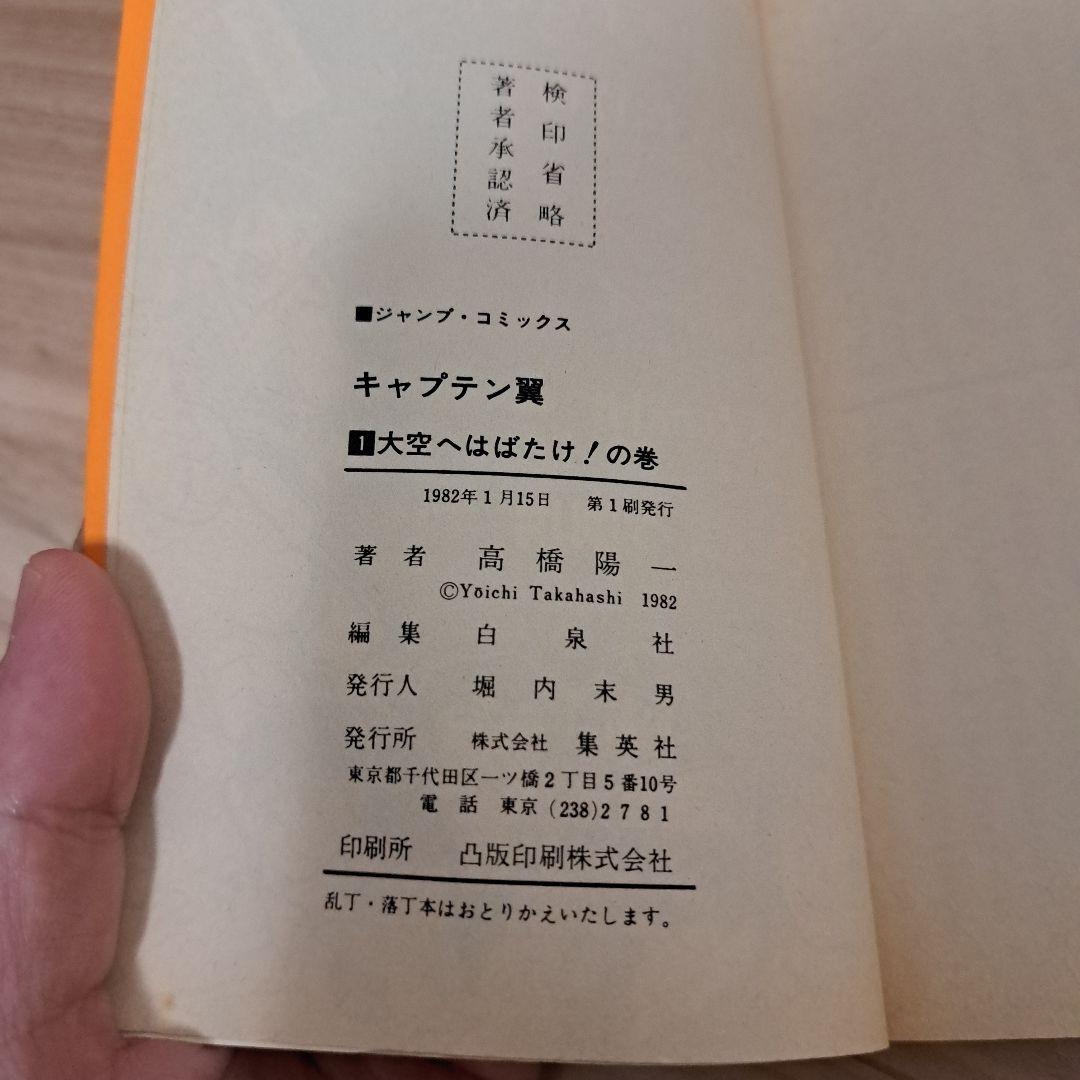 検印省略
著者承認済
■ジャンプ・コミックス
キャプテン翼
1大空へはばたけ!の巻
1982年1月15日 第1刷発行
著者 高橋陽一
©Yōichi Takahashi 1982
編集 白泉社
発行人 堀内末男
発行所 株式会社 集英社
東京都千代田区一ツ橋2丁目5番10号
電話 東京(238)2781
印刷所 凸版印刷株式会社
乱丁・落丁本はおとりかえいたします。